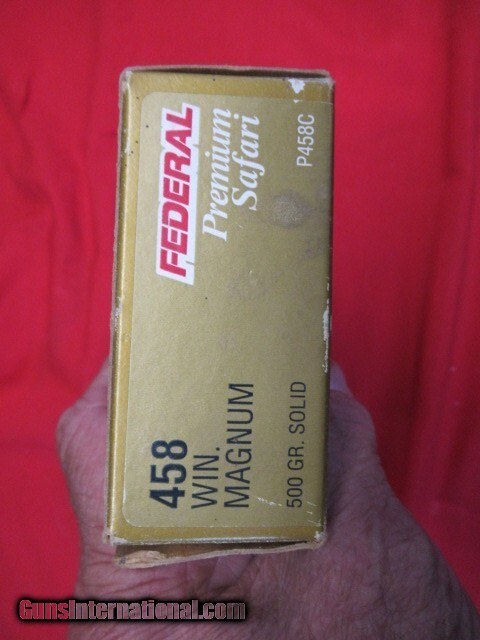 FEDERAL
Premium
Safari
P458C
458
WIN.
MAGNUM
500 GR. SOLID
GunsInternational.com